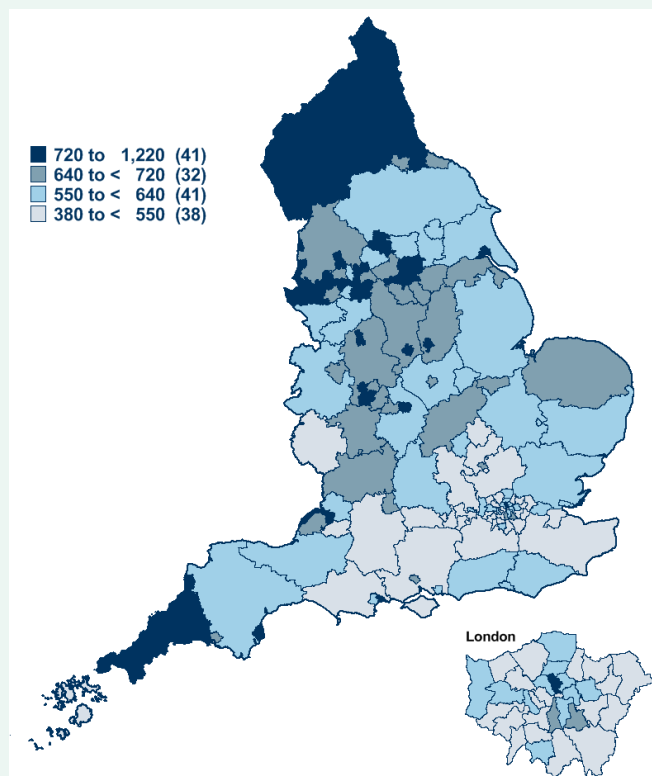 720 to 1,220 (41)
640 to < 720 (32)
550 to < 640 (41)
380 to < 550 (38)
London